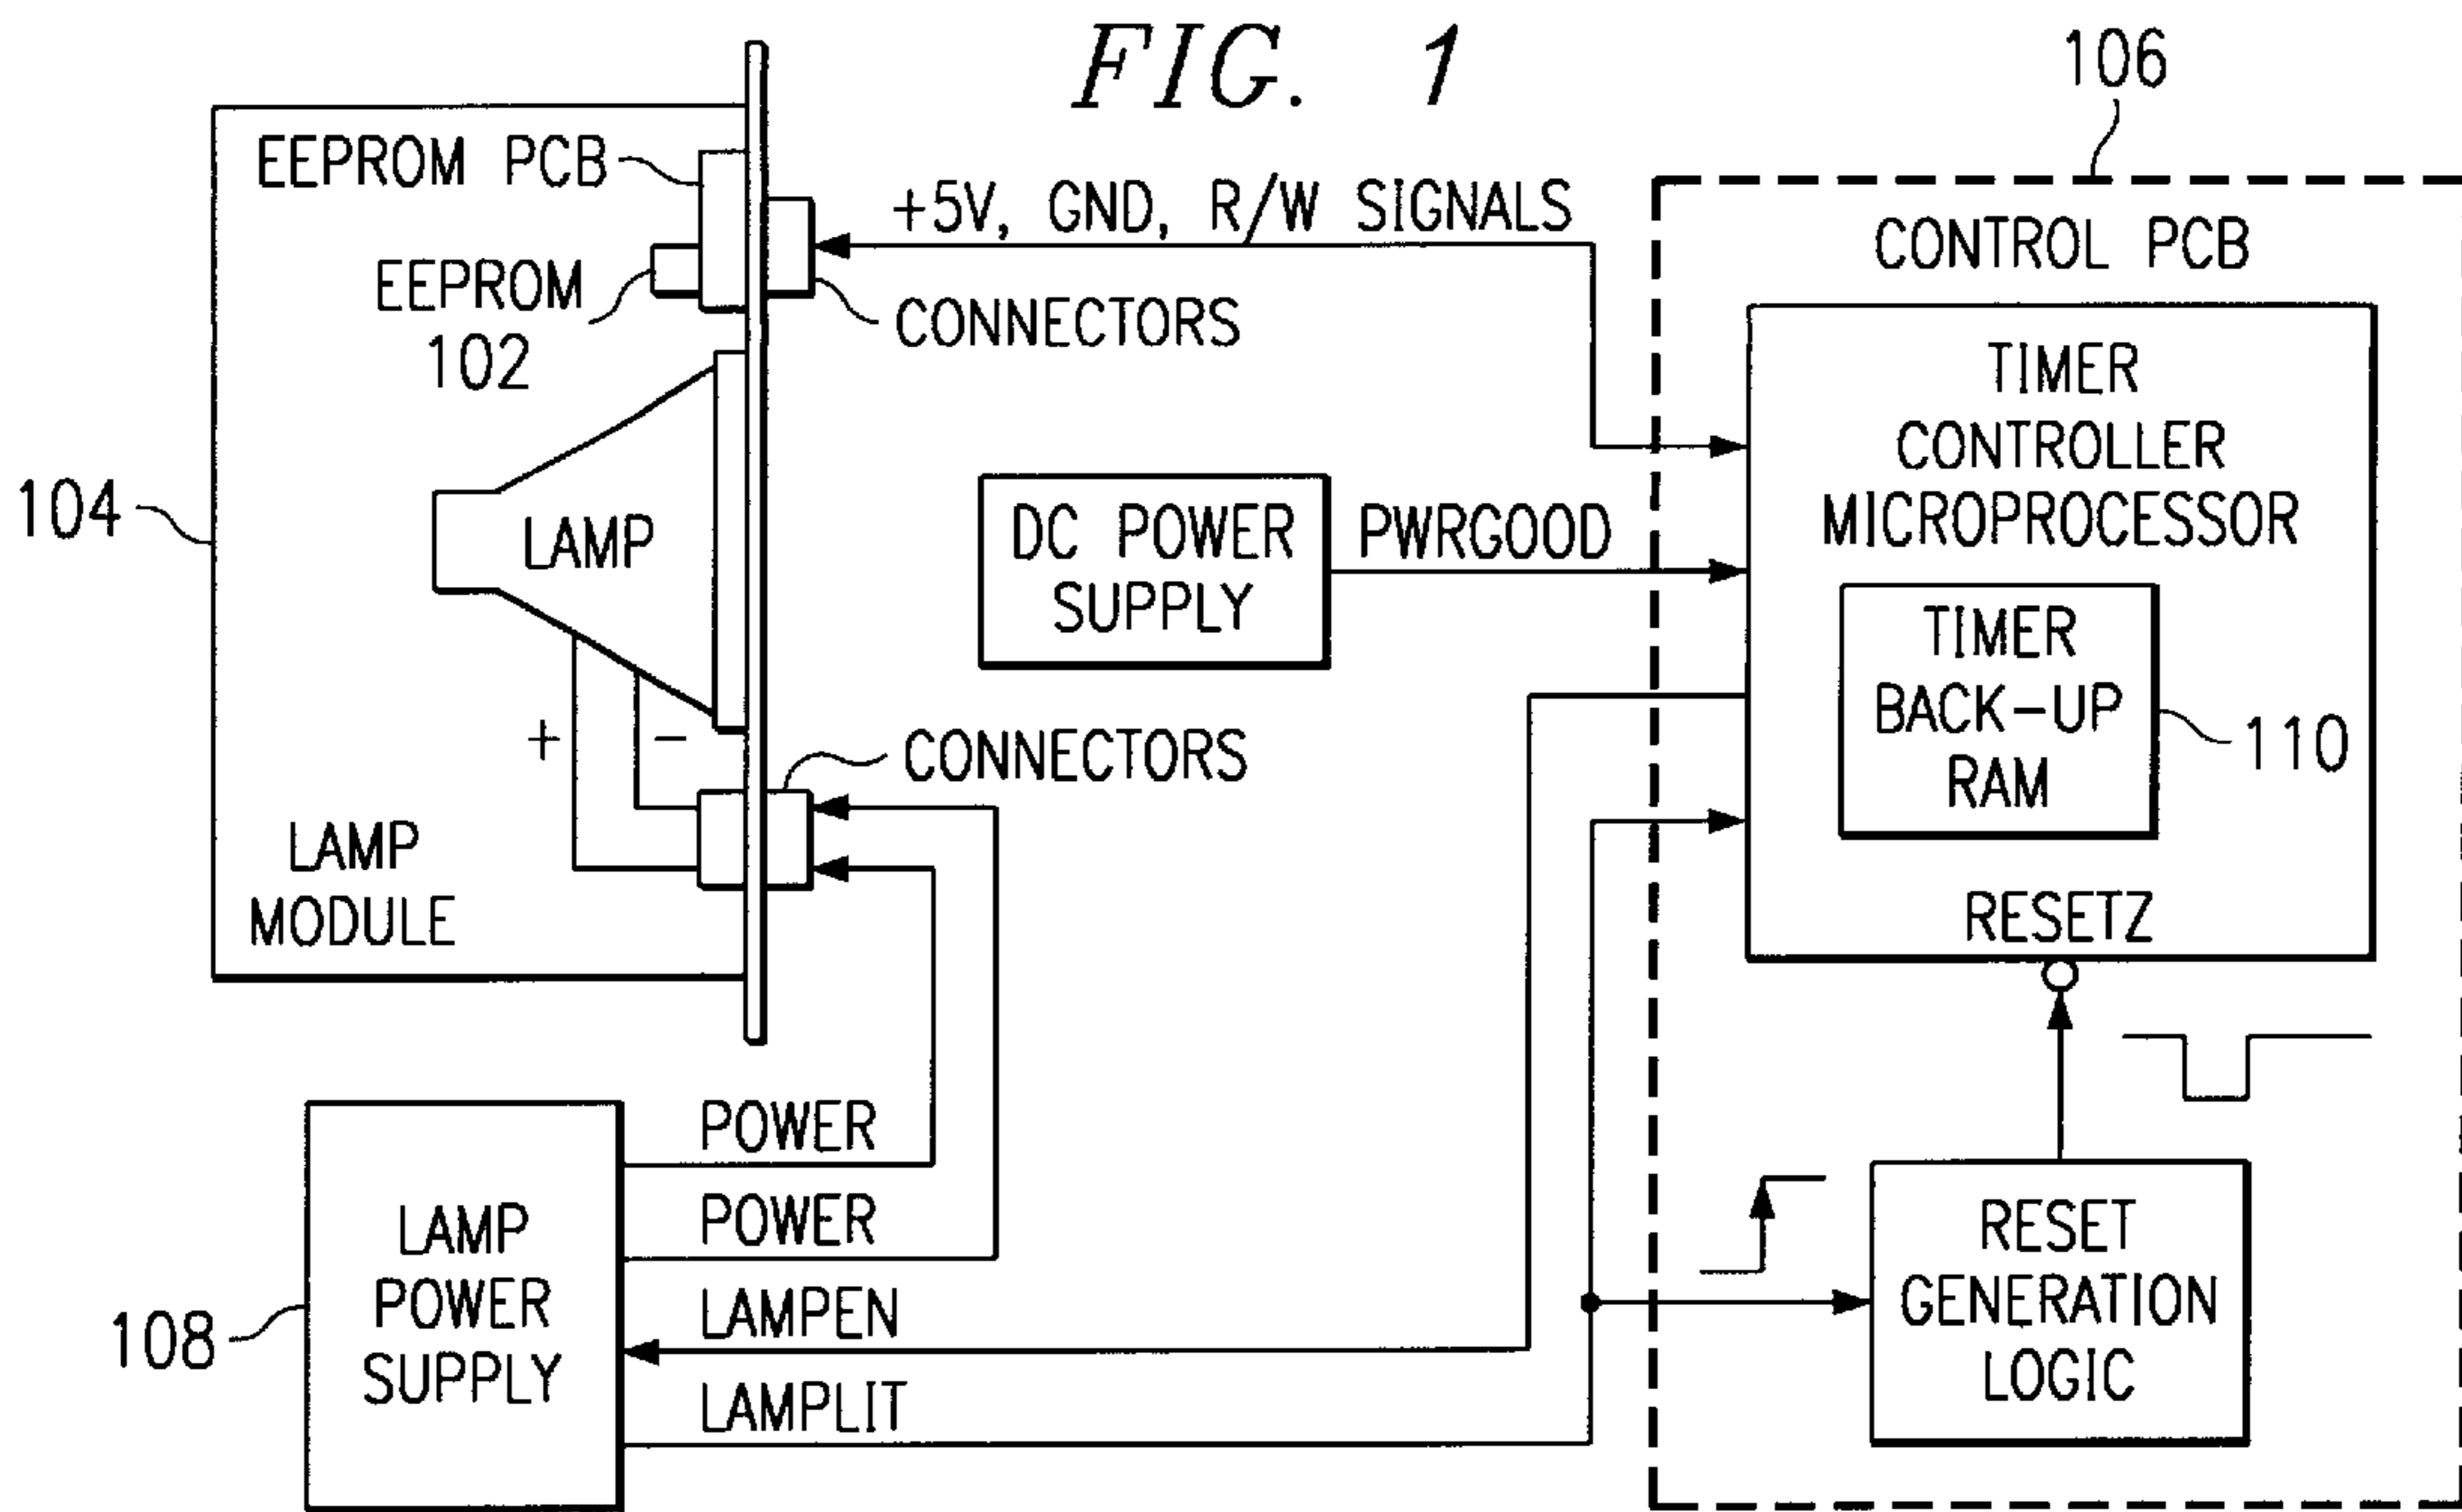 FIG. 1
106
EEPROM PCB
+5V, GND, R/W SIGNALS
CONTROL PCB
EEPROM
102
CONNECTORS
TIMER
CONTROLLER
MICROPROCESSOR
104
LAMP
DC POWER
SUPPLY
PWRGOOD
TIMER
BACK-UP
RAM
110
+
-
CONNECTORS
LAMP
MODULE
RESETZ
POWER
POWER
LAMPEN
LAMPLIT
LAMP
POWER
SUPPLY
108
RESET
GENERATION
LOGIC